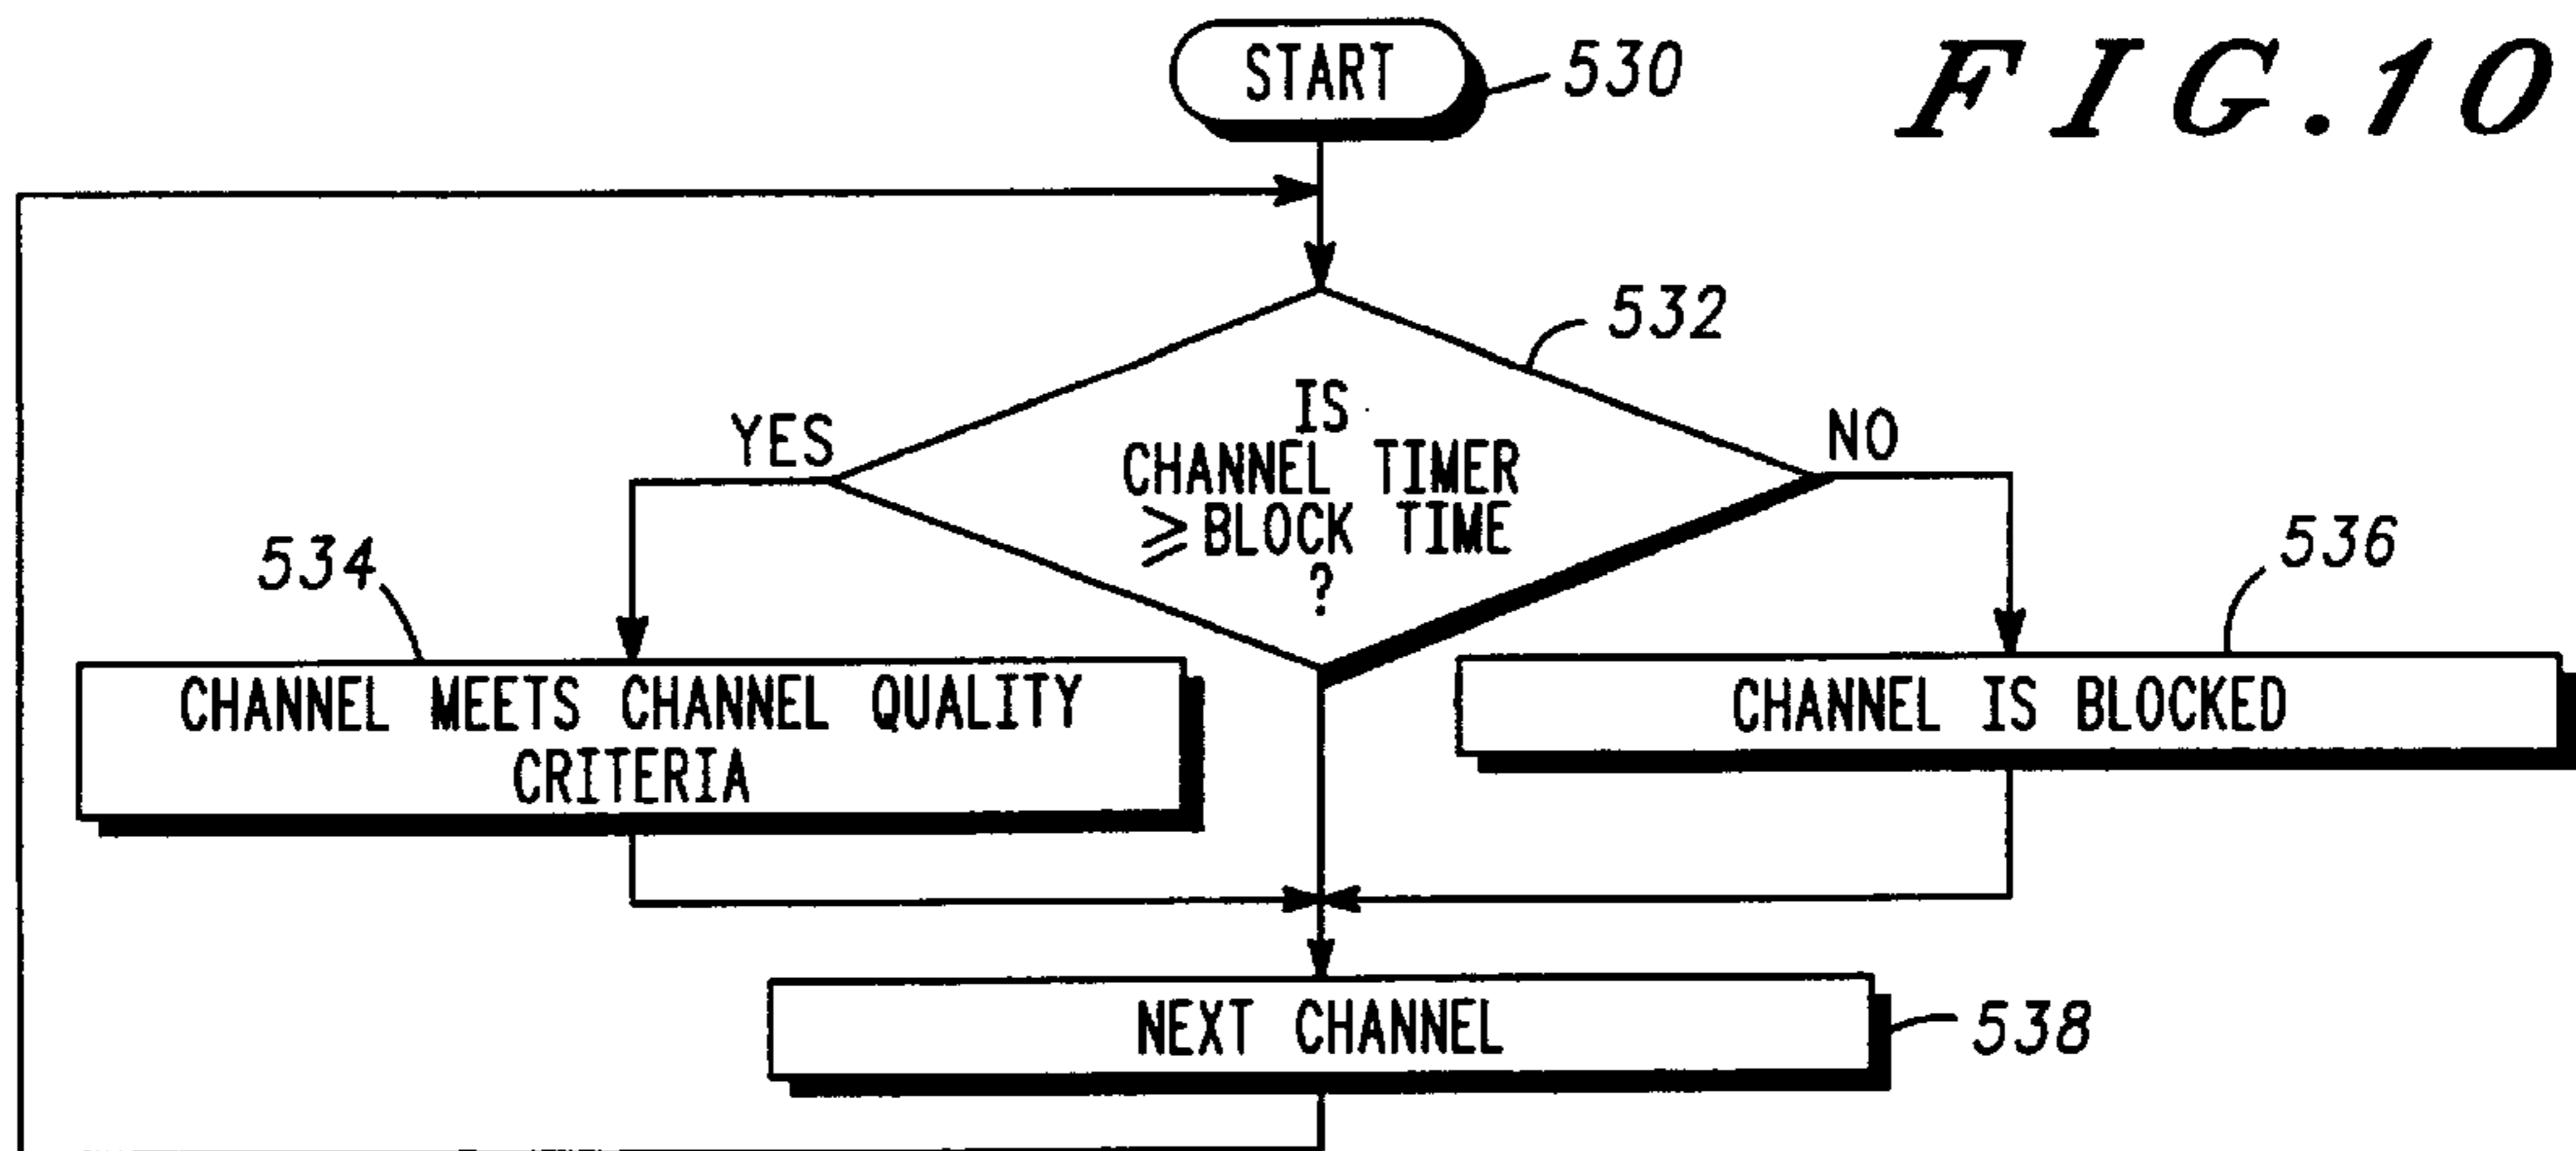 START
530
FIG.10
532
IS
CHANNEL TIMER
≥ BLOCK TIME
?
YES
NO
534
536
CHANNEL MEETS CHANNEL QUALITY
CRITERIA
CHANNEL IS BLOCKED
NEXT CHANNEL
538